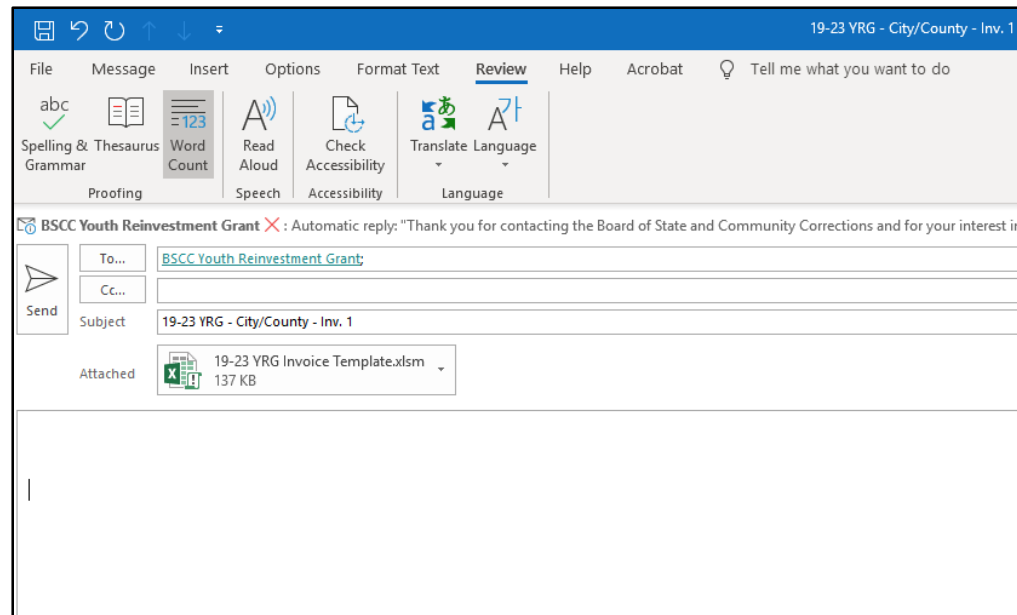 19-23 YRG - City/County - Inv. 1
File Message Insert Options Format Text Review Help Acrobat Tell me what you want to do
abc
Spelling & Grammar
Thesaurus
123
Word Count
Read Aloud
Check Accessibility
Translate
Language
Proofing Speech Accessibility Language
BSCC Youth Reinvestment Grant : Automatic reply: "Thank you for contacting the Board of State and Community Corrections and for your interest i
To... BSCC Youth Reinvestment Grant;
Cc...
Send
Subject 19-23 YRG - City/County - Inv. 1
Attached 19-23 YRG Invoice Template.xlsm
137 KB